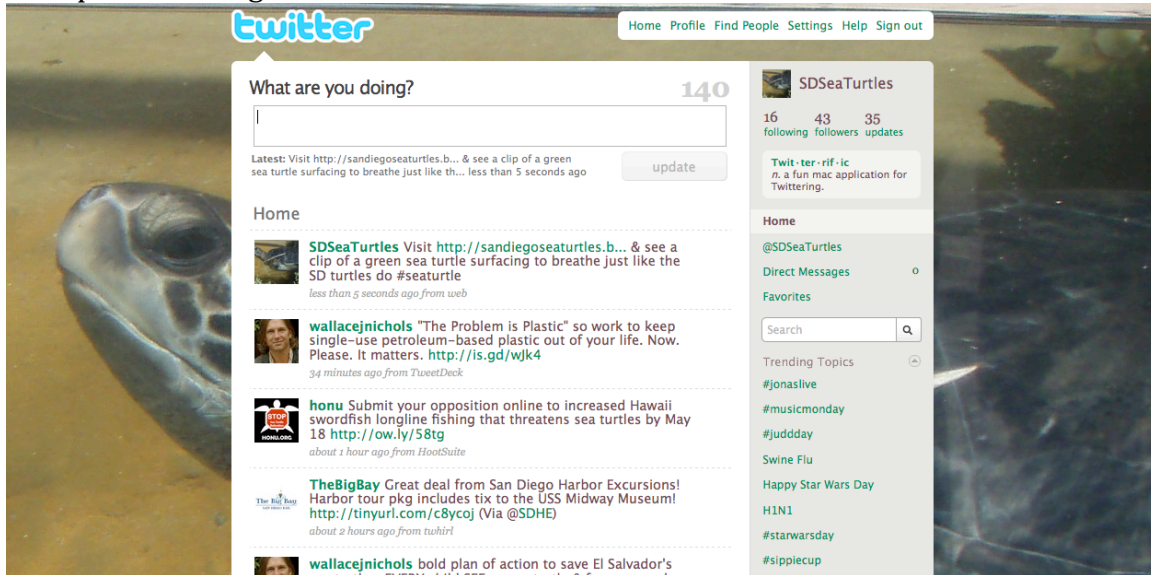 twitter
Home Profile Find People Settings Help Sign out
What are you doing?
140
Latest: Visit http://sandiegoseaturtles.b... & see a clip of a green
sea turtle surfacing to breathe just like th... less than 5 seconds ago
update
Home
SDSeaTurtles Visit http://sandiegoseaturtles.b... & see a
clip of a green sea turtle surfacing to breathe just like the
SD turtles do #seaturtle
less than 5 seconds ago from web
wallacejnichols "The Problem is Plastic" so work to keep
single-use petroleum-based plastic out of your life. Now.
Please. It matters. http://is.gd/wJk4
34 minutes ago from TweetDeck
STOP
HONU.ORG
honu Submit your opposition online to increased Hawaii
swordfish longline fishing that threatens sea turtles by May
18 http://ow.ly/58tg
about 1 hour ago from HootSuite
The Big Bay
TheBigBay Great deal from San Diego Harbor Excursions!
Harbor tour pkg includes tix to the USS Midway Museum!
http://tinyurl.com/c8ycoj (Via @SDHE)
about 2 hours ago from twhirl
wallacejnichols bold plan of action to save El Salvador's
SDSeaTurtles
16 43 35
following followers updates
Twit·ter·rif·ic
n. a fun mac application for
Twittering.
Home
@SDSeaTurtles
Direct Messages 0
Favorites
Search
Trending Topics
#jonaslive
#musicmonday
#juddday
Swine Flu
Happy Star Wars Day
H1N1
#starwarsday
#sippiecup